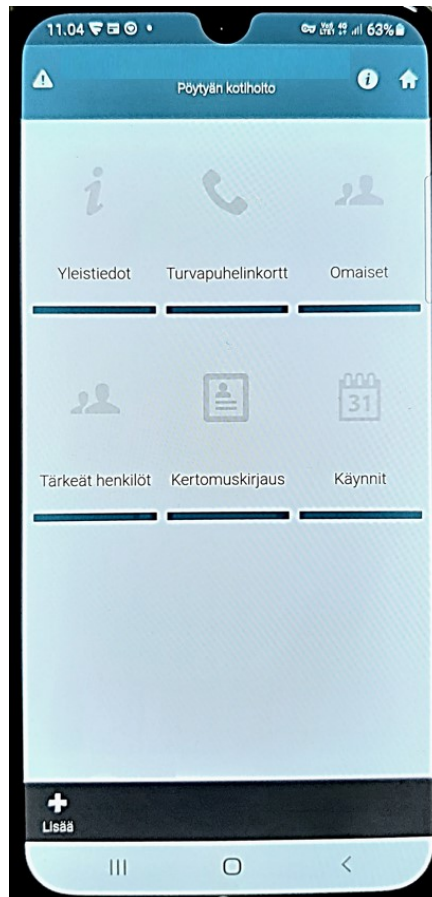 11.04 63%
Pöytyän kotihoito
Yleistiedot Turvapuhelinkortt Omaiset
31
Tärkeät henkilöt Kertomuskirjaus Käynnit
Lisää